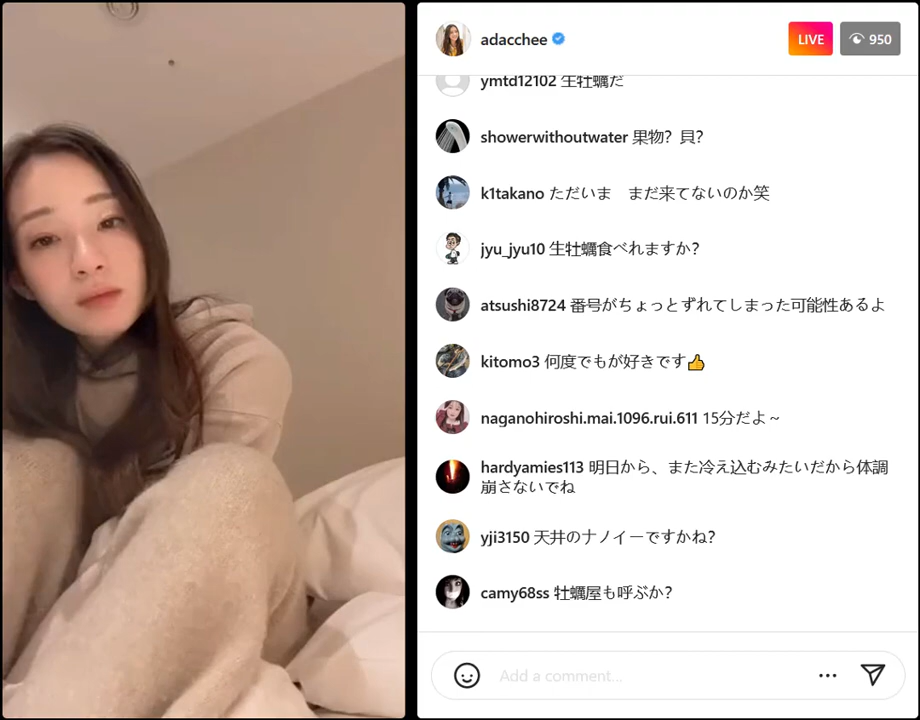 adacchee
LIVE
950
ymtd12102 生牡蠣だ
showerwithoutwater 果物？貝？
k1takano ただいま　まだ来てないのか笑
jyu_jyu10 生牡蠣食べれますか？
atsushi8724 番号がちょっとずれてしまった可能性あるよ
kitomo3 何度でもが好きです👍
naganohiroshi.mai.1096.rui.611 15分だよ～
hardyamies113 明日から、また冷え込むみたいだから体調
崩さないでね
yji3150 天井のナノイーですかね？
camy68ss 牡蠣屋も呼ぶか？
Add a comment...